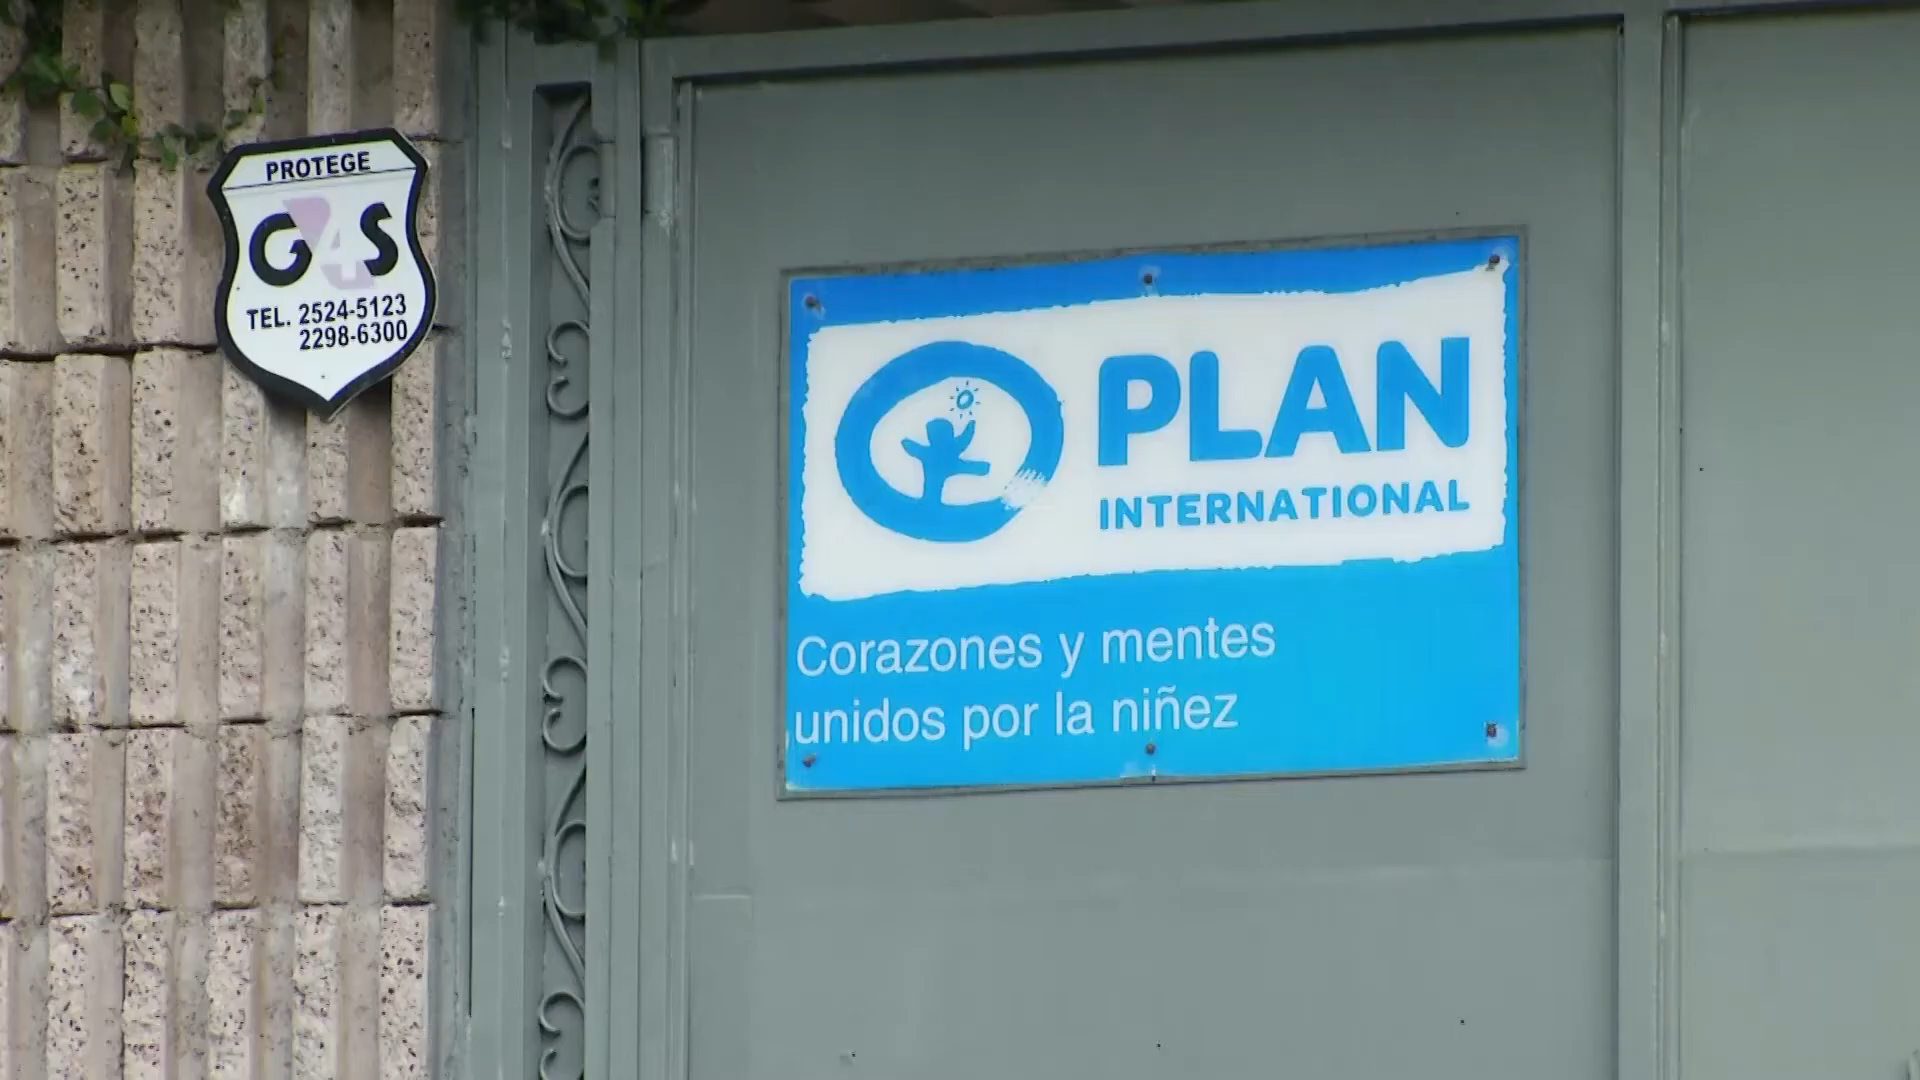 PROTEGE
G4S
TEL. 2524-5123
2298-6300
PLAN
INTERNATIONAL
Corazones y mentes
unidos por la niñez